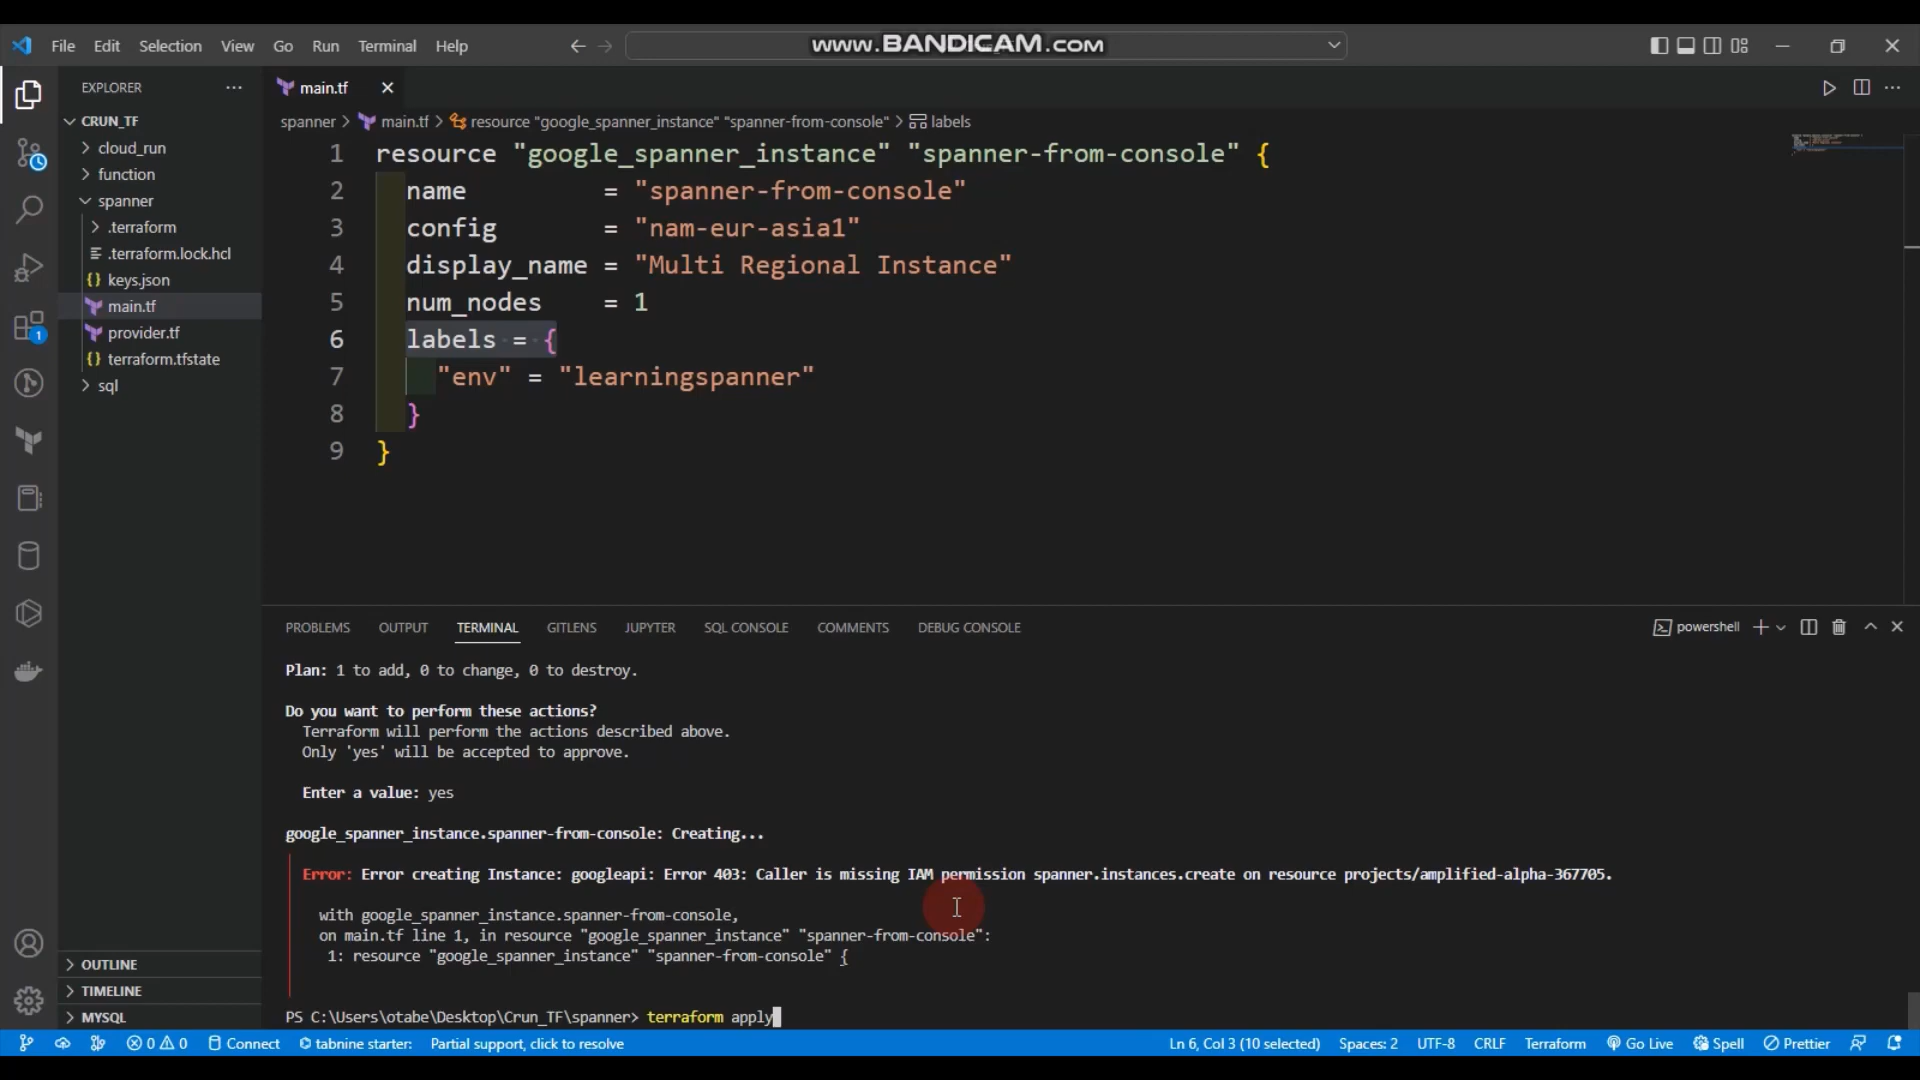 File Edit Selection View Go Run Terminal Help
www.BANDICAM.com
EXPLORER
CRUN_TF
cloud_run
function
spanner
.terraform
.terraform.lock.hcl
keys.json
main.tf
provider.tf
terraform.tfstate
sql
OUTLINE
TIMELINE
MYSQL
1
main.tf
spanner > main.tf > resource "google_spanner_instance" "spanner-from-console" > labels
1 resource "google_spanner_instance" "spanner-from-console" {
2 name = "spanner-from-console"
3 config = "nam-eur-asia1"
4 display_name = "Multi Regional Instance"
5 num_nodes = 1
6 labels = {
7 "env" = "learningspanner"
8 }
9 }
PROBLEMS OUTPUT TERMINAL GITLENS JUPYTER SQL CONSOLE COMMENTS DEBUG CONSOLE
powershell
Plan: 1 to add, 0 to change, 0 to destroy.
Do you want to perform these actions?
Terraform will perform the actions described above.
Only 'yes' will be accepted to approve.
Enter a value: yes
google_spanner_instance.spanner-from-console: Creating...
Error: Error creating Instance: googleapi: Error 403: Caller is missing IAM permission spanner.instances.create on resource projects/amplified-alpha-367705.
with google_spanner_instance.spanner-from-console,
on main.tf line 1, in resource "google_spanner_instance" "spanner-from-console":
1: resource "google_spanner_instance" "spanner-from-console" {
PS C:\Users\otabe\Desktop\Crun_TF\spanner> terraform apply
0 0 Connect tabnine starter: Partial support, click to resolve Ln 6, Col 3 (10 selected) Spaces: 2 UTF-8 CRLF Terraform Go Live Spell Prettier